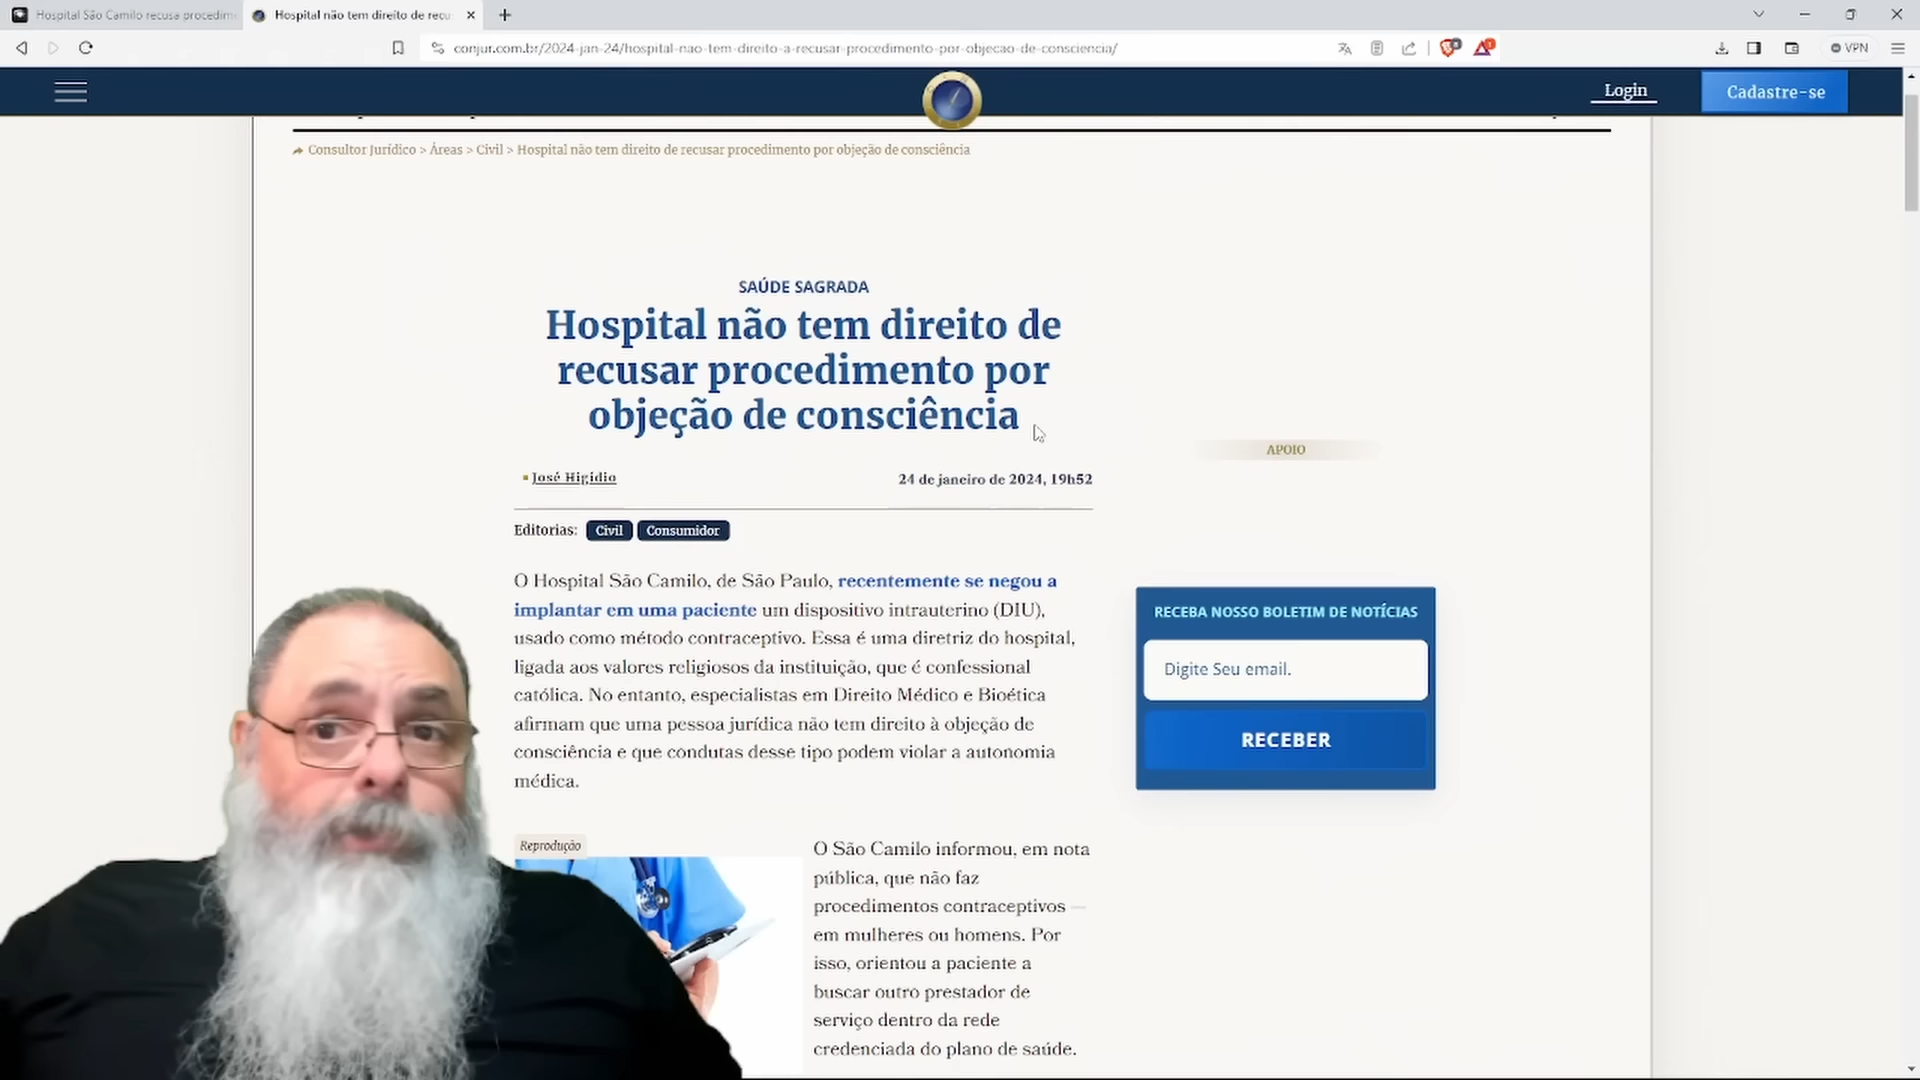 Hospital São Camilo recusa procedim
Hospital não tem direito de recu
conjur.com.br/2024-jan-24/hospital-nao-tem-direito-a-recusar-procedimento-por-objecao-de-consciencia/
VPN
Login
Cadastre-se
Consultor Jurídico > Áreas > Civil > Hospital não tem direito de recusar procedimento por objeção de consciência
SAÚDE SAGRADA
Hospital não tem direito de
recusar procedimento por
objeção de consciência
José Higídio
24 de janeiro de 2024, 19h52
Editorias: Civil Consumidor
O Hospital São Camilo, de São Paulo, recentemente se negou a
implantar em uma paciente um dispositivo intrauterino (DIU),
usado como método contraceptivo. Essa é uma diretriz do hospital,
ligada aos valores religiosos da instituição, que é confessional
católica. No entanto, especialistas em Direito Médico e Bioética
afirmam que uma pessoa jurídica não tem direito à objeção de
consciência e que condutas desse tipo podem violar a autonomia
médica.
Reprodução
O São Camilo informou, em nota
pública, que não faz
procedimentos contraceptivos —
em mulheres ou homens. Por
isso, orientou a paciente a
buscar outro prestador de
serviço dentro da rede
credenciada do plano de saúde.
APOIO
RECEBA NOSSO BOLETIM DE NOTÍCIAS
Digite Seu email.
RECEBER